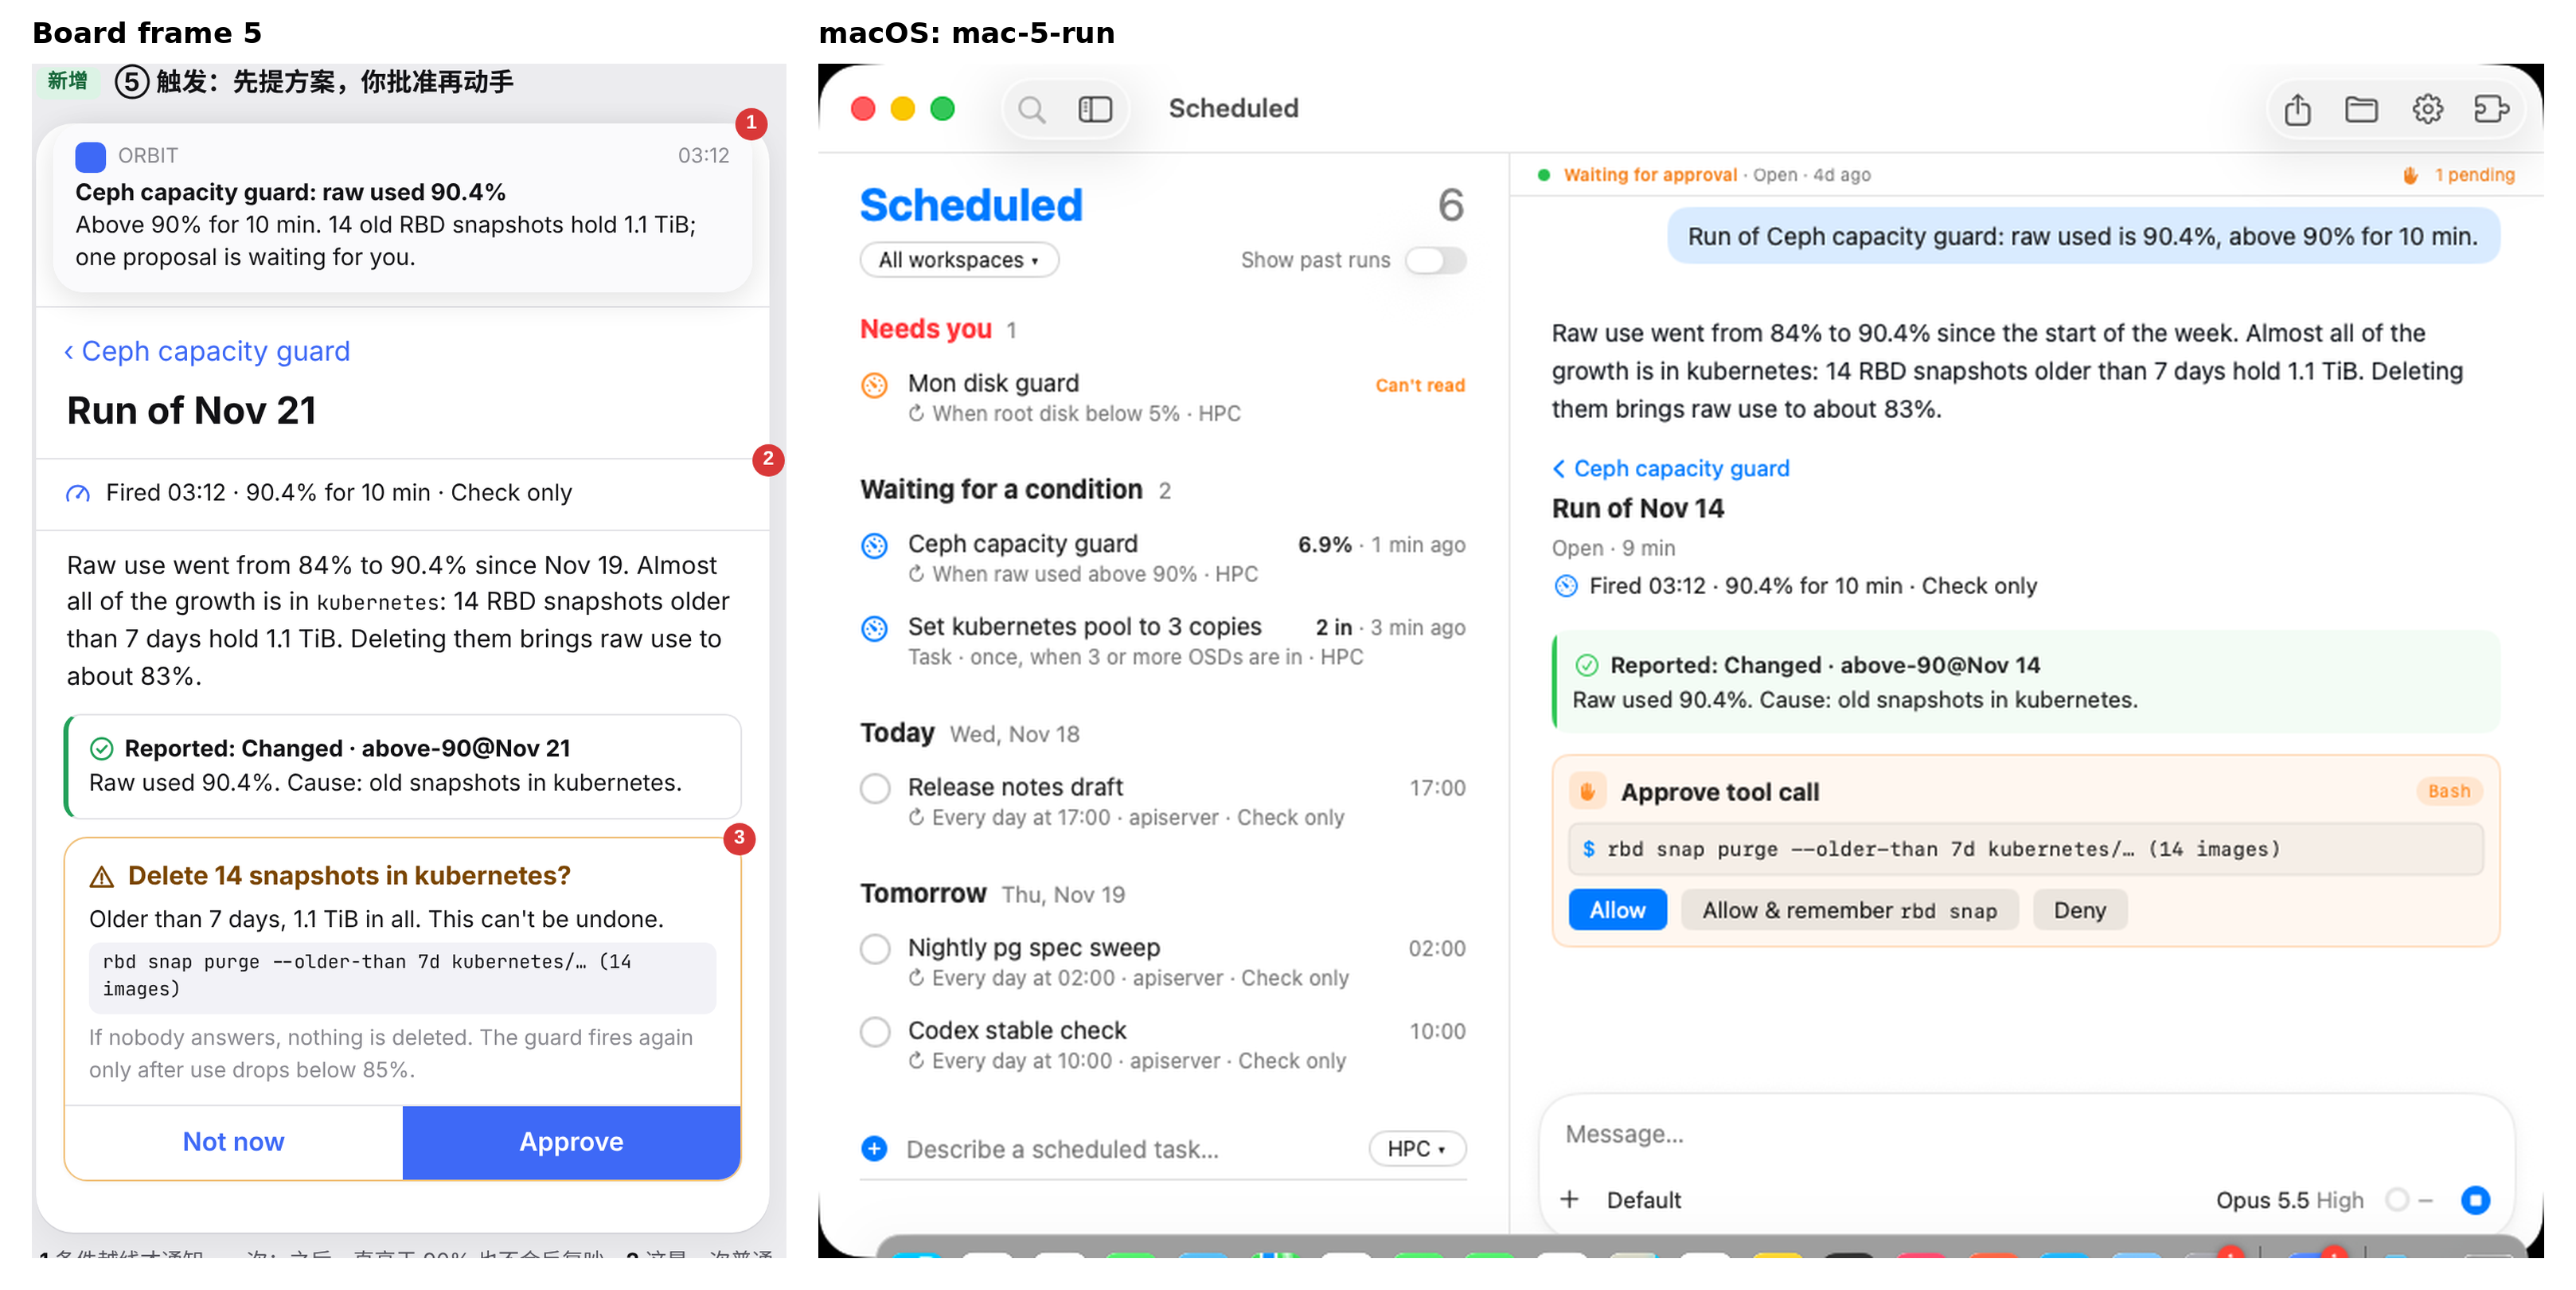 Board frame 5
新增 ⑤ 触发：先提方案，你批准再动手
1
ORBIT 03:12
Ceph capacity guard: raw used 90.4%
Above 90% for 10 min. 14 old RBD snapshots hold 1.1 TiB;
one proposal is waiting for you.
‹ Ceph capacity guard
Run of Nov 21
2
Fired 03:12 · 90.4% for 10 min · Check only
Raw use went from 84% to 90.4% since Nov 19. Almost
all of the growth is in kubernetes: 14 RBD snapshots older
than 7 days hold 1.1 TiB. Deleting them brings raw use to
about 83%.
Reported: Changed · above-90@Nov 21
Raw used 90.4%. Cause: old snapshots in kubernetes.
3
Delete 14 snapshots in kubernetes?
Older than 7 days, 1.1 TiB in all. This can't be undone.
rbd snap purge --older-than 7d kubernetes/… (14
images)
If nobody answers, nothing is deleted. The guard fires again
only after use drops below 85%.
Not now Approve
macOS: mac-5-run
Scheduled
Scheduled 6
All workspaces ▾ Show past runs
Needs you 1
Mon disk guard Can't read
When root disk below 5% · HPC
Waiting for a condition 2
Ceph capacity guard 6.9% · 1 min ago
When raw used above 90% · HPC
Set kubernetes pool to 3 copies 2 in · 3 min ago
Task · once, when 3 or more OSDs are in · HPC
Today Wed, Nov 18
Release notes draft 17:00
Every day at 17:00 · apiserver · Check only
Tomorrow Thu, Nov 19
Nightly pg spec sweep 02:00
Every day at 02:00 · apiserver · Check only
Codex stable check 10:00
Every day at 10:00 · apiserver · Check only
Describe a scheduled task... HPC ▾
Waiting for approval · Open · 4d ago 1 pending
Run of Ceph capacity guard: raw used is 90.4%, above 90% for 10 min.
Raw use went from 84% to 90.4% since the start of the week. Almost all of the
growth is in kubernetes: 14 RBD snapshots older than 7 days hold 1.1 TiB. Deleting
them brings raw use to about 83%.
Ceph capacity guard
Run of Nov 14
Open · 9 min
Fired 03:12 · 90.4% for 10 min · Check only
Reported: Changed · above-90@Nov 14
Raw used 90.4%. Cause: old snapshots in kubernetes.
Approve tool call Bash
$ rbd snap purge --older-than 7d kubernetes/… (14 images)
Allow Allow & remember rbd snap Deny
Message...
+ Default Opus 5.5 High